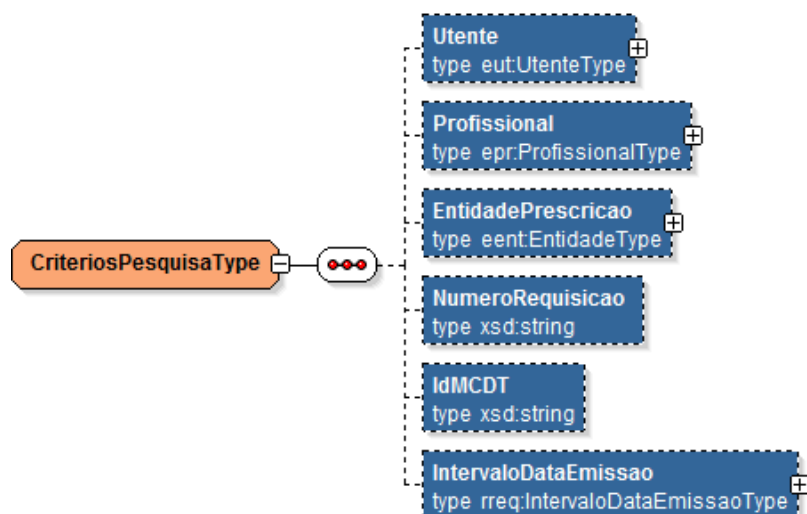 Utente
type eut:UtenteType
Profissional
type epr:ProfissionalType
EntidadePrescricao
type eent:EntidadeType
CriteriosPesquisaType
NumeroRequisicao
type xsd:string
IdMCDT
type xsd:string
IntervaloDataEmissao
type rreq:IntervaloDataEmissaoType